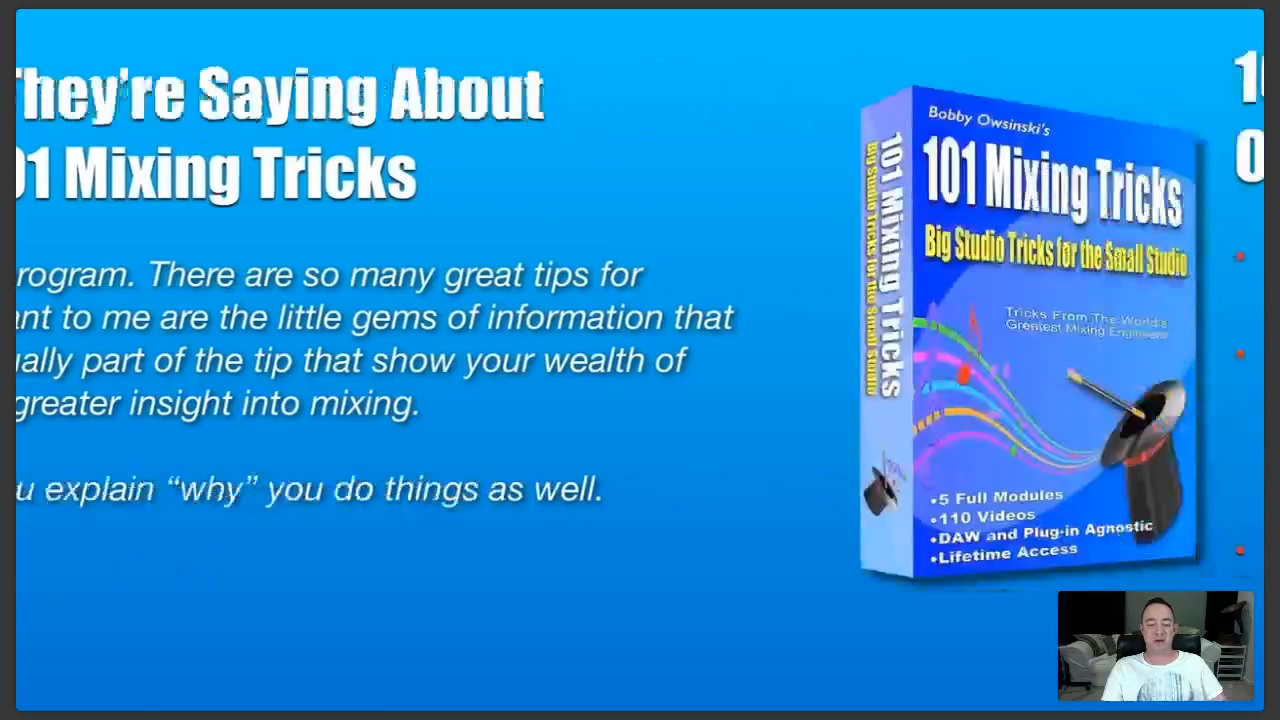 They're Saying About
01 Mixing Tricks
rogram. There are so many great tips for
ant to me are the little gems of information that
ually part of the tip that show your wealth of
greater insight into mixing.
u explain “why” you do things as well.
Bobby Owsinski's
101 Mixing Tricks
Big Studio Tricks for the Small Studio
Tricks From The World's
Greatest Mixing Engineers
•5 Full Modules
•110 Videos
•DAW and Plug-in Agnostic
•Lifetime Access
101 Mixing Tricks
Big Studio Tricks for the Small Studio